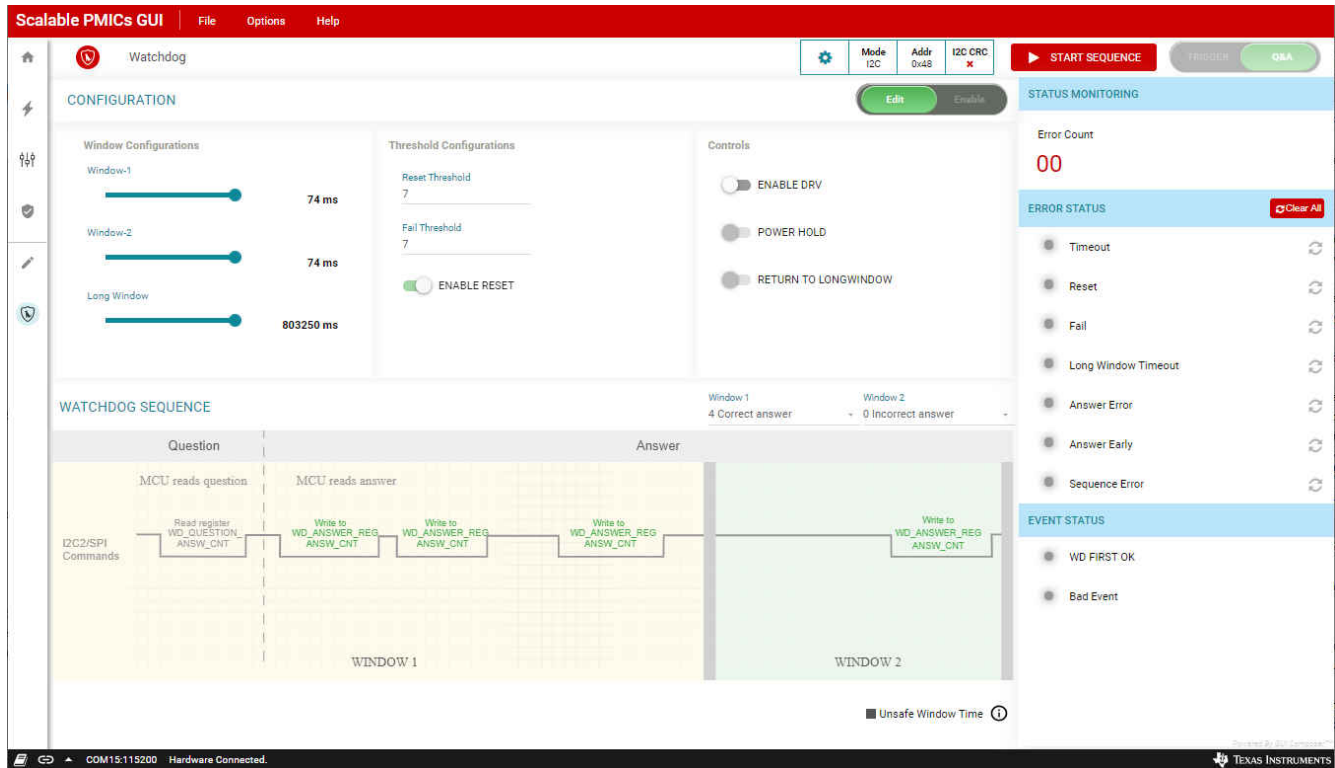 Scalable PMICs GUI File Options Help
Watchdog
Mode
I2C
Addr
0x48
I2C CRC
START SEQUENCE
TRIGGER Q&A
CONFIGURATION
Edit Enable
Window Configurations
Window-1
74 ms
Window-2
74 ms
Long Window
803250 ms
Threshold Configurations
Reset Threshold
7
Fail Threshold
7
ENABLE RESET
Controls
ENABLE DRV
POWER HOLD
RETURN TO LONGWINDOW
WATCHDOG SEQUENCE
Window 1
4 Correct answer
Window 2
0 Incorrect answer
Question Answer
MCU reads question MCU reads answer
I2C2/SPI
Commands
Read register
WD_QUESTION_
ANSW_CNT
Write to
WD_ANSWER_REG
ANSW_CNT
Write to
WD_ANSWER_REG
ANSW_CNT
Write to
WD_ANSWER_REG
ANSW_CNT
Write to
WD_ANSWER_REG
ANSW_CNT
WINDOW 1 WINDOW 2
Unsafe Window Time
STATUS MONITORING
Error Count
00
ERROR STATUS Clear All
Timeout
Reset
Fail
Long Window Timeout
Answer Error
Answer Early
Sequence Error
EVENT STATUS
WD FIRST OK
Bad Event
Powered By GUI Composer™
COM15:115200 Hardware Connected.
TEXAS INSTRUMENTS